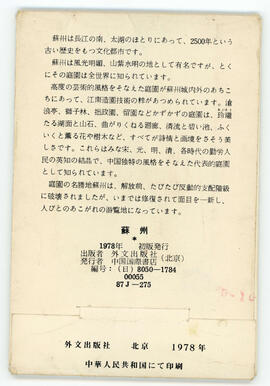 蘇州は長江の南、太湖のほとりにあって、2500年という
古い歴史をもつ文化都市です。
蘇州は風光明媚、山紫水明の地として有名ですが、とく
にその庭園は全世界に知られています。
高度の芸術的風格をそなえた庭園が蘇州城内外のあちこ
ちにあって、江南造園技術の粋があつめられています。滄
浪亭、獅子林、拙政園、留園などかずかずの庭園は、玲瓏
たる湖面と山石、曲がりくねる廻廊、清流と碧い池、ふく
いくと薫る花や樹木など、すべてが詩情と画境をさそう美
しさです。これらはみな宋、元、明、清、各時代の勤労人
民の英知の結晶で、中国独特の風格をそなえた代表的庭園
として知られています。
庭園の名勝地蘇州は、解放前、たびたび反動的支配階級
に破壊されましたが、いまでは修復されて面目を一新し、
人びとのあこがれの遊覧地になっています。
蘇州
*
1978年 初版発行
出版者 外文出版社
発行者 中国国際書店
(北京)
編号：(日) 8050—1784
00055
87J—275
外文出版社 北京 1978年
中華人民共和国にて印刷